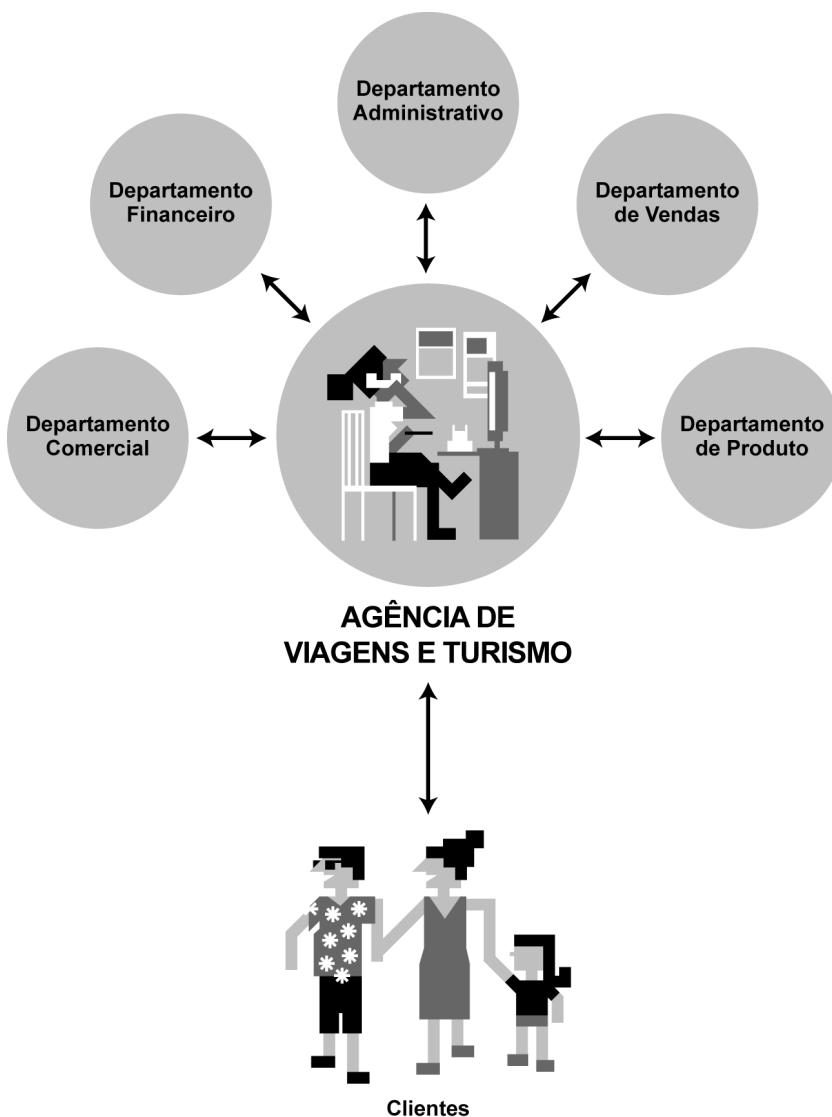 Departamento
Administrativo
Departamento
Financeiro
Departamento
de Vendas
Departamento
Comercial
Departamento
de Produto
AGÊNCIA DE
VIAGENS E TURISMO
Clientes